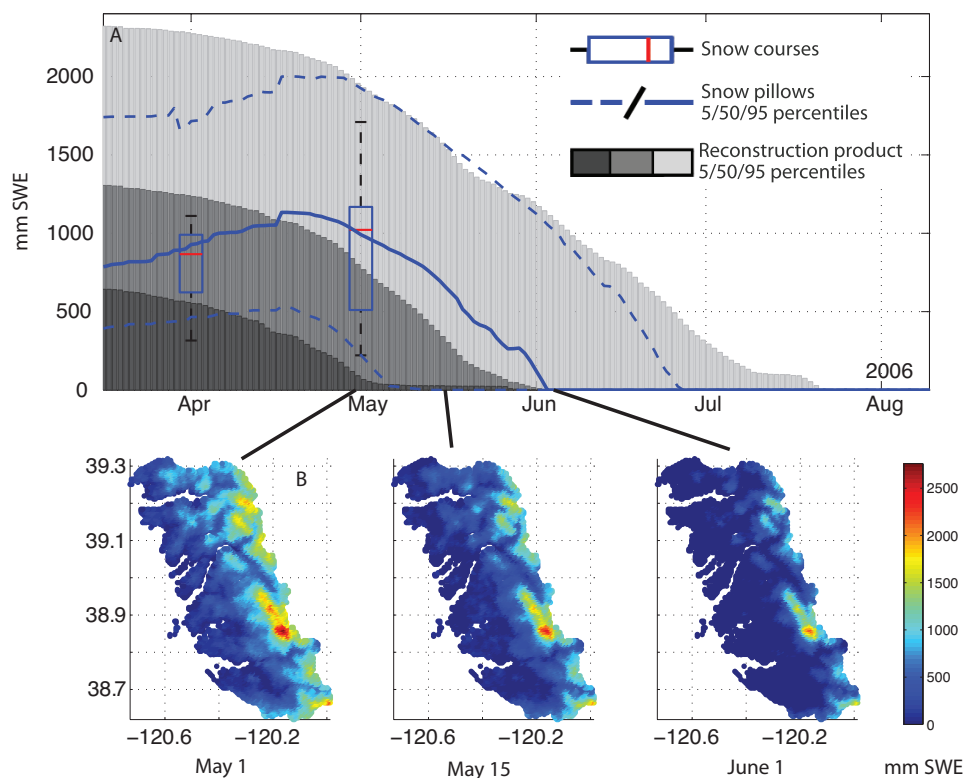 A
2000
1500
1000
500
0
mm SWE
Snow courses
Snow pillows
5/50/95 percentiles
Reconstruction product
5/50/95 percentiles
2006
Apr
May
Jun
Jul
Aug
B
39.3
39.1
38.9
38.7
−120.6
−120.2
−120.6
−120.2
−120.6
−120.2
May 1
May 15
June 1
2500
2000
1500
1000
500
0
mm SWE